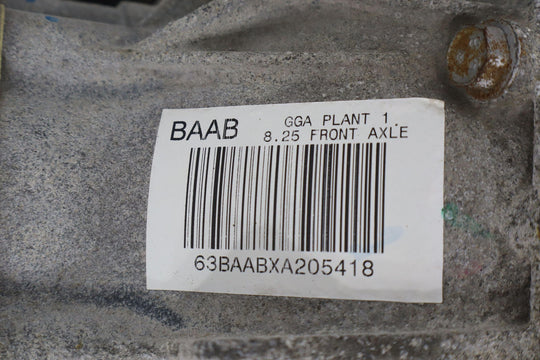 BAAB
GGA PLANT 1
8.25 FRONT AXLE
63BAABXA205418